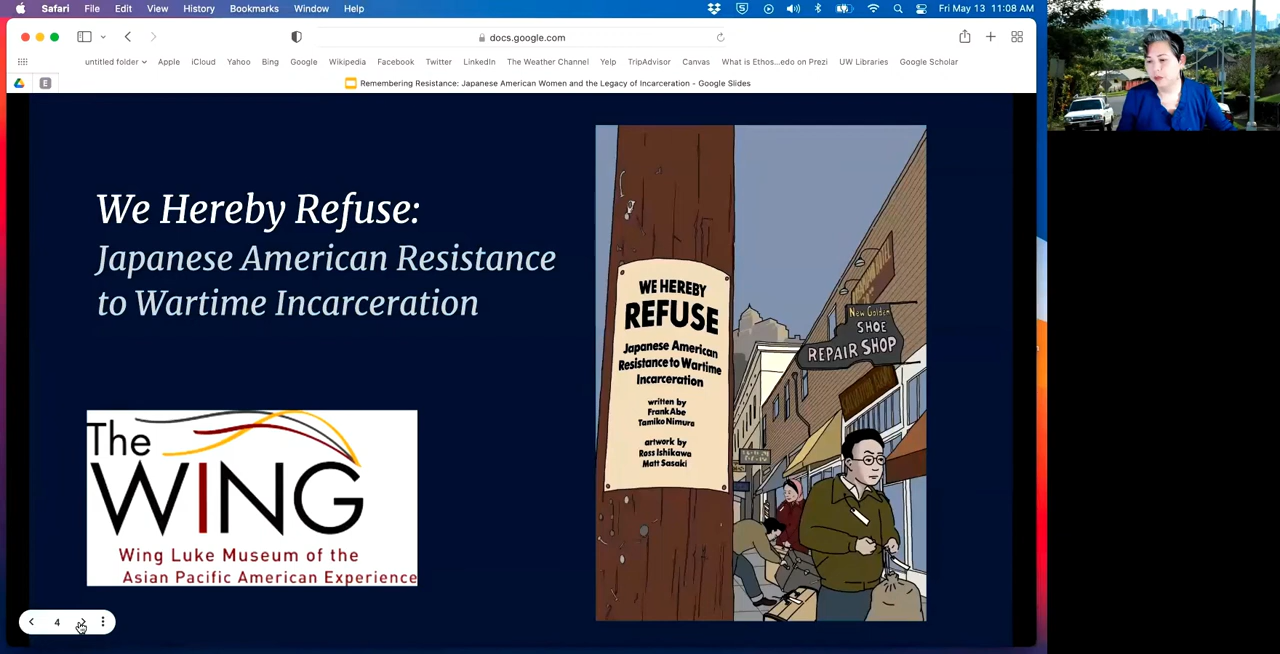 Safari File Edit View History Bookmarks Window Help Fri May 13 11:08 AM
docs.google.com
untitled folder Apple iCloud Yahoo Bing Google Wikipedia Facebook Twitter LinkedIn The Weather Channel Yelp TripAdvisor Canvas What is Ethos...edo on Prezi UW Libraries Google Scholar
E
Remembering Resistance: Japanese American Women and the Legacy of Incarceration - Google Slides
We Hereby Refuse:
Japanese American Resistance
to Wartime Incarceration
The
WING
Wing Luke Museum of the
Asian Pacific American Experience
WE HEREBY
REFUSE
Japanese American
Resistance to Wartime
Incarceration
written by
Frank Abe
Tamiko Nimura
artwork by
Ross Ishikawa
Matt Sasaki
New Golden
SHOE
REPAIR SHOP
4